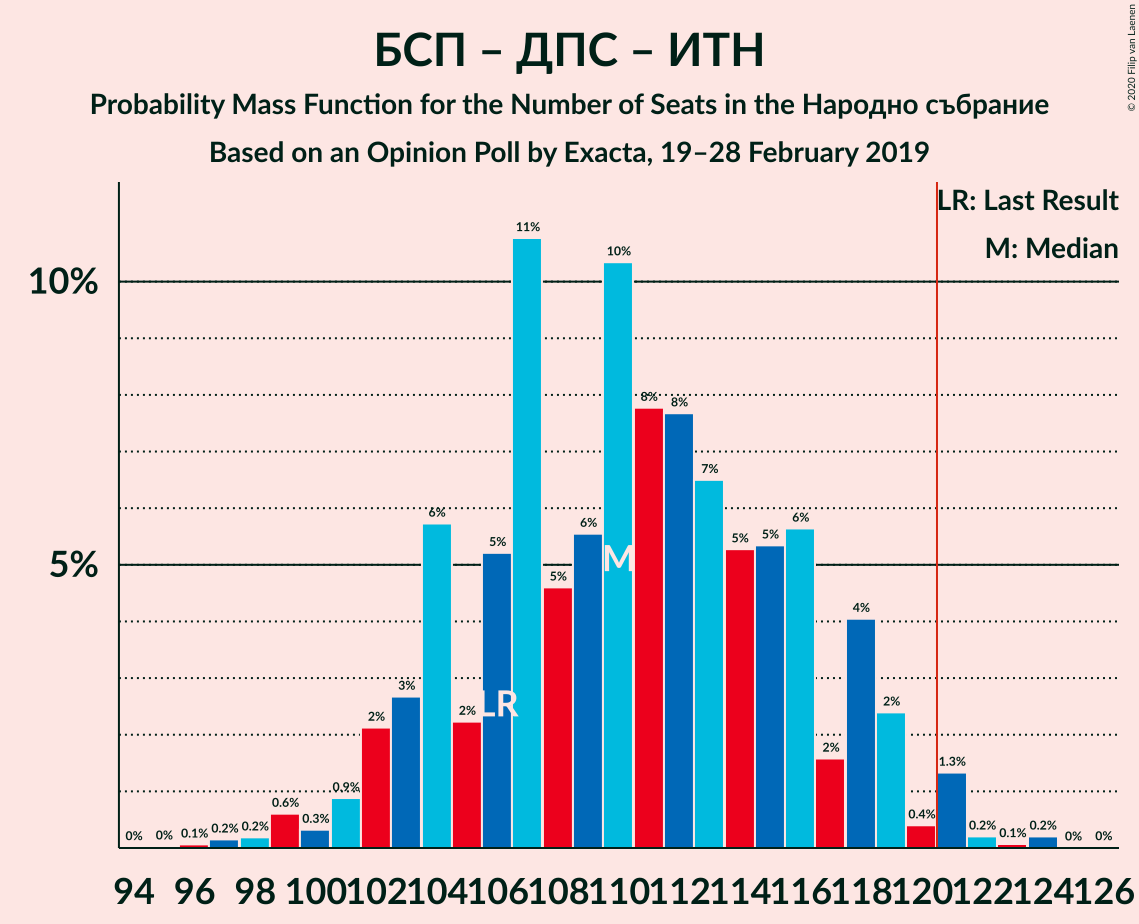 БСП – ДПС – ИТН
Probability Mass Function for the Number of Seats in the Народно събрание
Based on an Opinion Poll by Exacta, 19–28 February 2019
© 2020 Filip van Laenen
LR: Last Result
M: Median
10%
5%
0% 0% 0.1% 0.2% 0.2% 0.6% 0.3% 0.9% 2% 3% 6% 2% 5% 11% 5% 6% 10% 8% 8% 7% 5% 5% 6% 2% 4% 2% 0.4% 1.3% 0.2% 0.1% 0.2% 0% 0%
M
LR
94 96 98 100 102 104 106 108 110 112 114 116 118 120 122 124 126